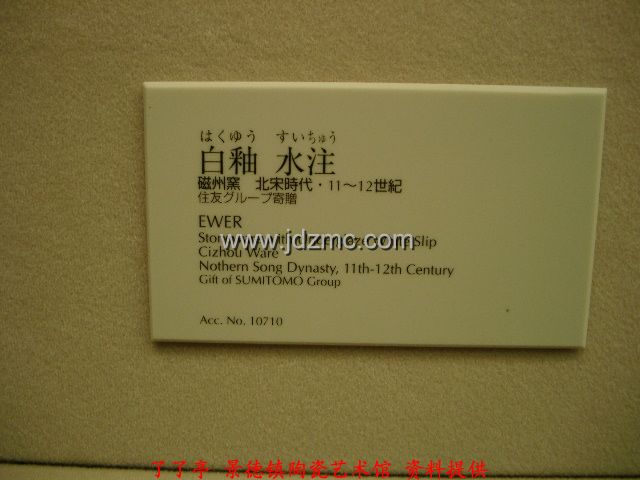 はくゆう　すいちゅう
白釉 水注
磁州窯　北宋時代・11～12世紀
住友グループ寄贈
EWER
Slip
www.jdzmc.com
Cizhou Ware
Nothern Song Dynasty, 11th-12th Century
Gift of SUMITOMO Group
Acc. No. 10710
了了亭 景德镇陶瓷艺术馆 资料提供